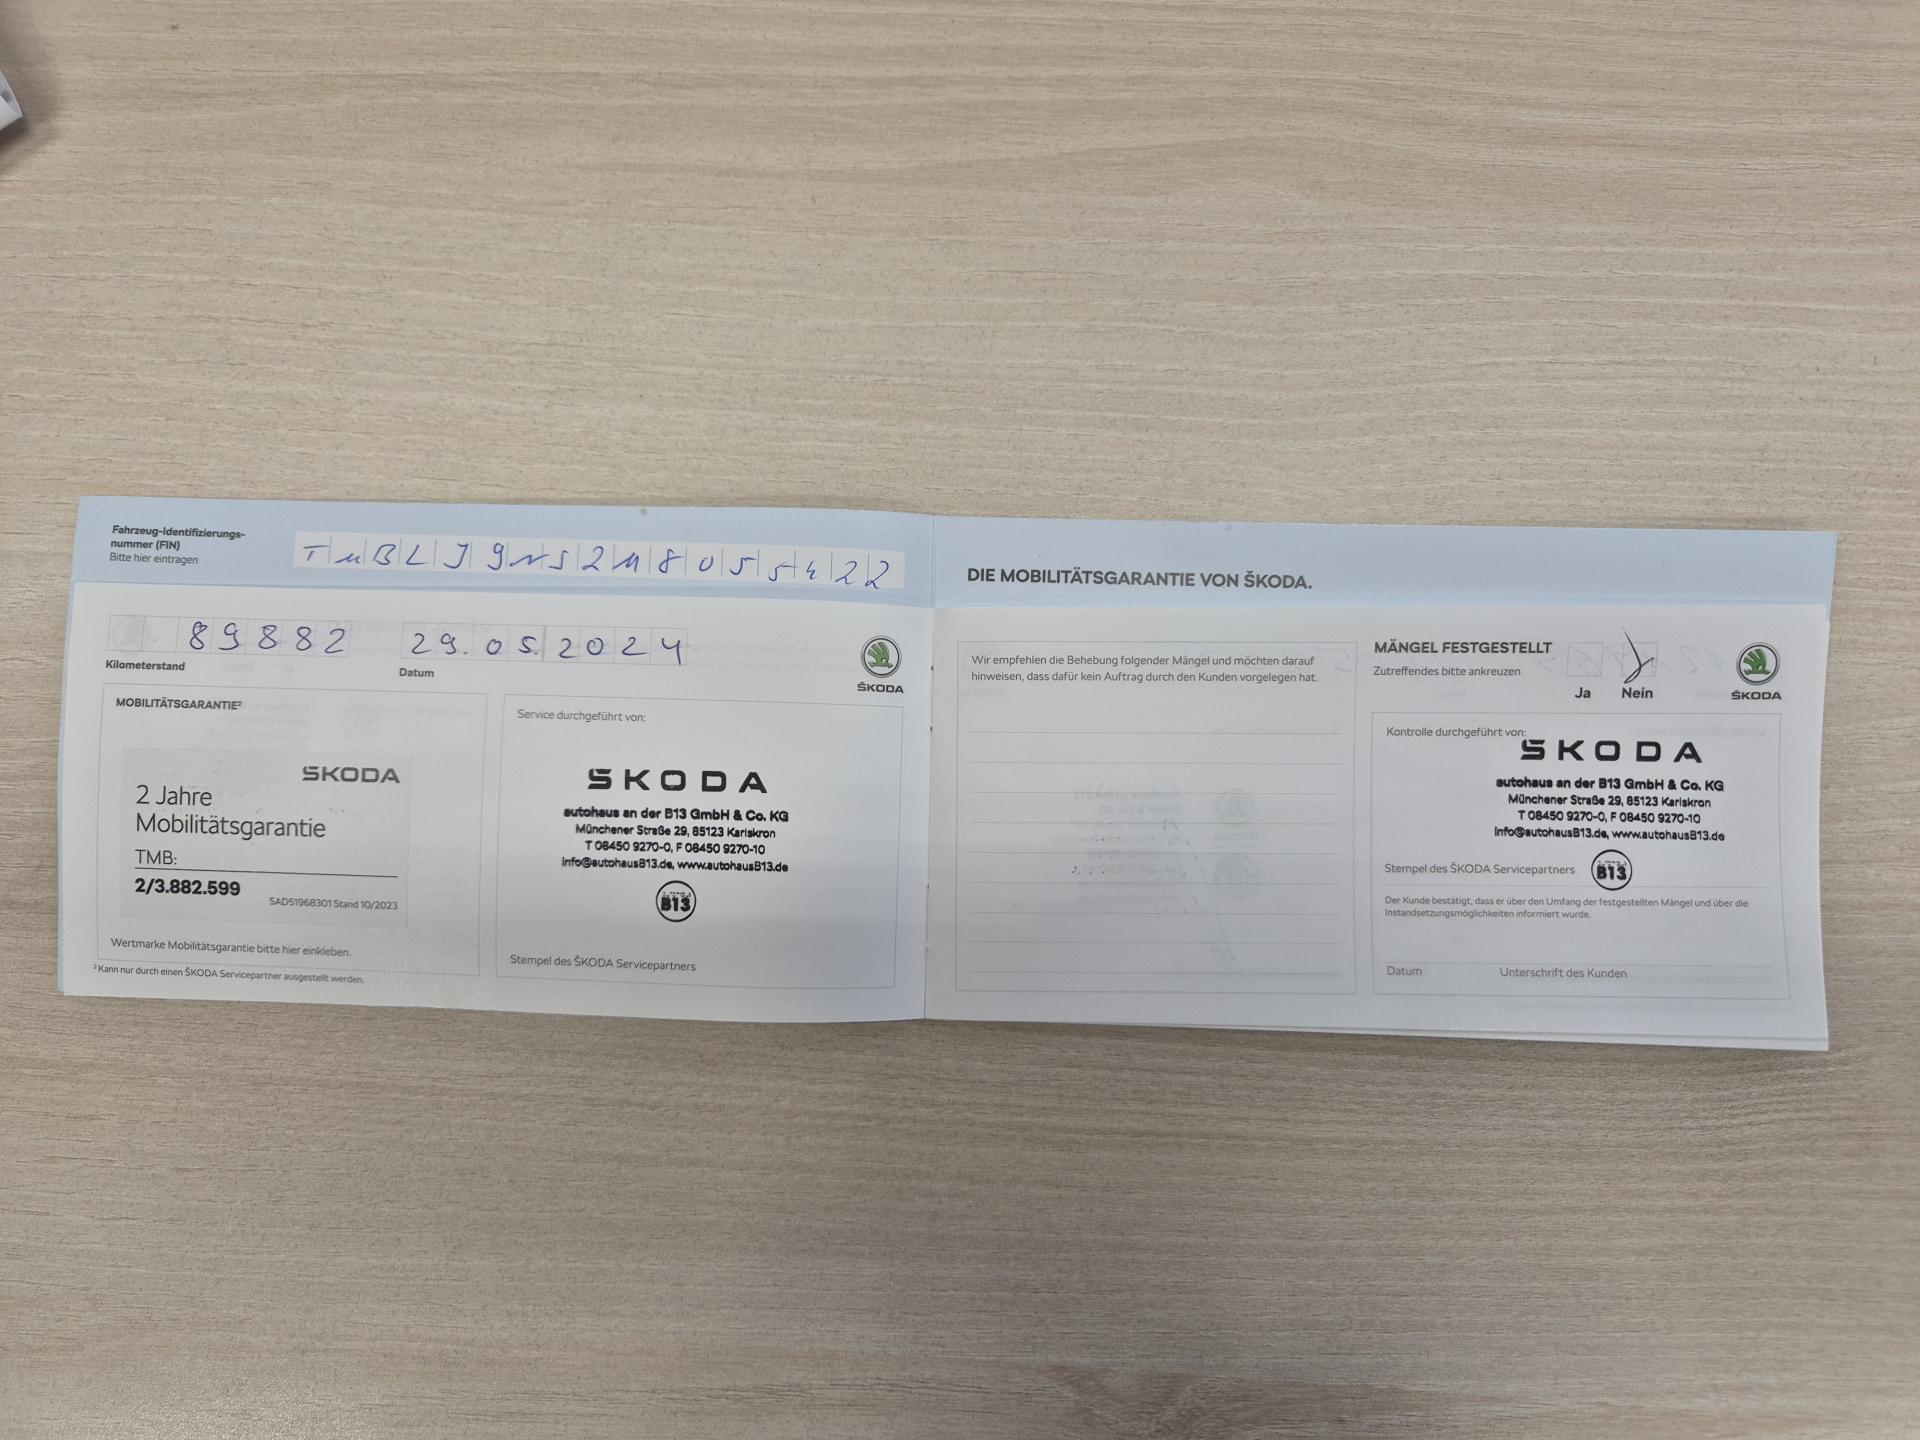 Fahrzeug-Identifizierungs-
nummer (FIN)
Bitte hier eintragen
TMBLJ9NS2M8055422
89882
Kilometerstand
29.05.2024
Datum
ŠKODA
MOBILITÄTSGARANTIE²
ŠKODA
2 Jahre
Mobilitätsgarantie
TMB:
2/3.882.599
SAD51968301 Stand 10/2023
Wertmarke Mobilitätsgarantie bitte hier einkleben.
² Kann nur durch einen ŠKODA Servicepartner ausgestellt werden.
Service durchgeführt von:
ŠKODA
autohaus an der B13 GmbH & Co. KG
Münchener Straße 29, 85123 Karlskron
T 08450 9270-0, F 08450 9270-10
info@autohausB13.de, www.autohausB13.de
B13
Stempel des ŠKODA Servicepartners
DIE MOBILITÄTSGARANTIE VON ŠKODA.
Wir empfehlen die Behebung folgender Mängel und möchten darauf
hinweisen, dass dafür kein Auftrag durch den Kunden vorgelegen hat.
MÄNGEL FESTGESTELLT
Zutreffendes bitte ankreuzen
Ja Nein
ŠKODA
Kontrolle durchgeführt von:
ŠKODA
autohaus an der B13 GmbH & Co. KG
Münchener Straße 29, 85123 Karlskron
T 08450 9270-0, F 08450 9270-10
info@autohausB13.de, www.autohausB13.de
Stempel des ŠKODA Servicepartners
B13
Der Kunde bestätigt, dass er über den Umfang der festgestellten Mängel und über die
Instandsetzungsmöglichkeiten informiert wurde.
Datum Unterschrift des Kunden